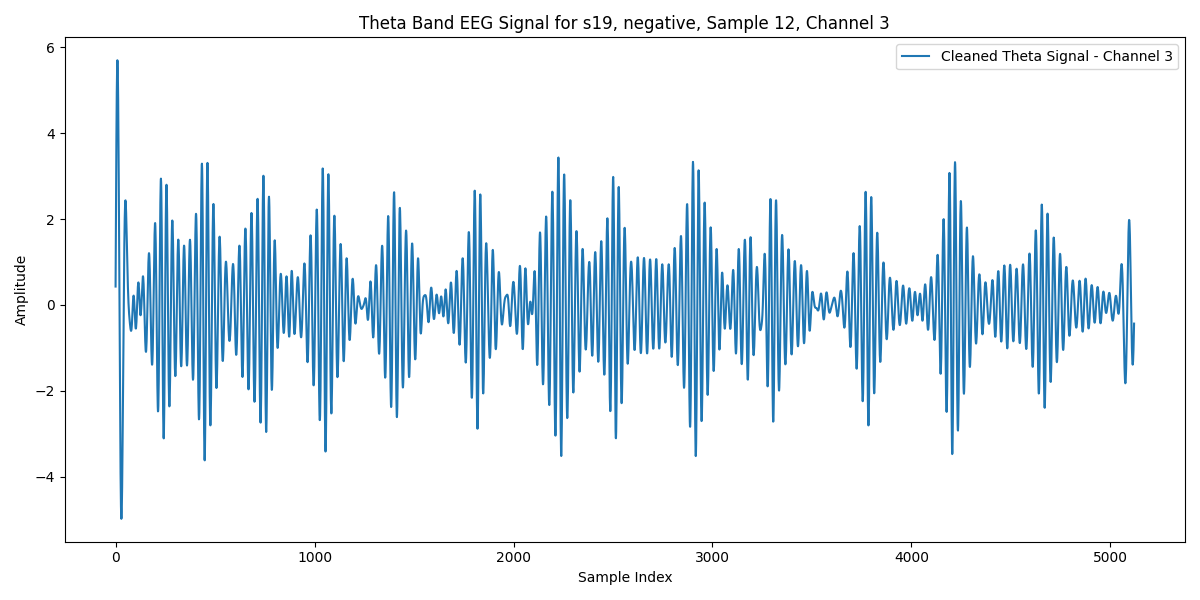 Theta Band EEG Signal for s19, negative, Sample 12, Channel 3
Cleaned Theta Signal - Channel 3
Amplitude
6
4
2
0
−2
−4
0 1000 2000 3000 4000 5000
Sample Index